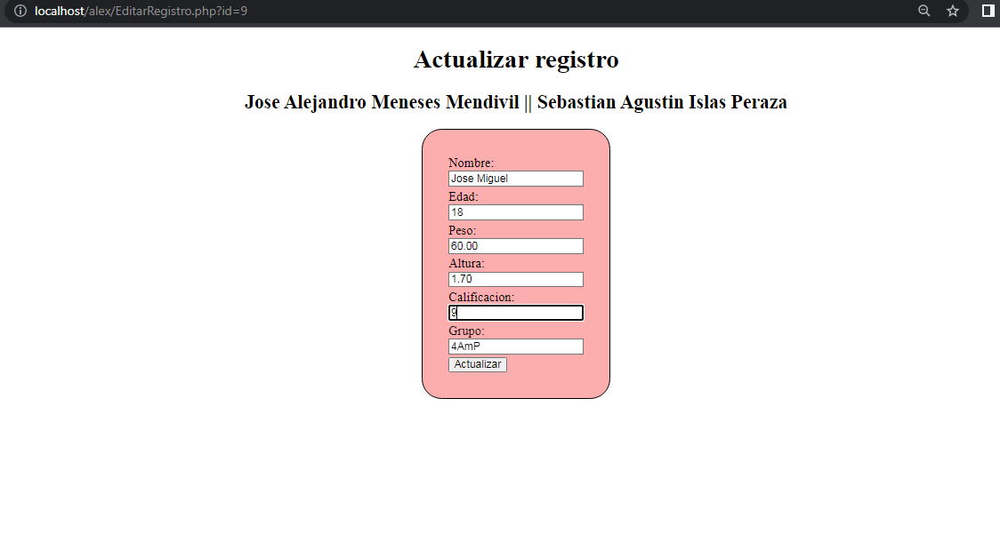 localhost/alex/EditarRegistro.php?id=9
Actualizar registro
Jose Alejandro Meneses Mendivil || Sebastian Agustin Islas Peraza
Nombre:
Jose Miguel
Edad:
18
Peso:
60.00
Altura:
1.70
Calificacion:
9
Grupo:
4AmP
Actualizar